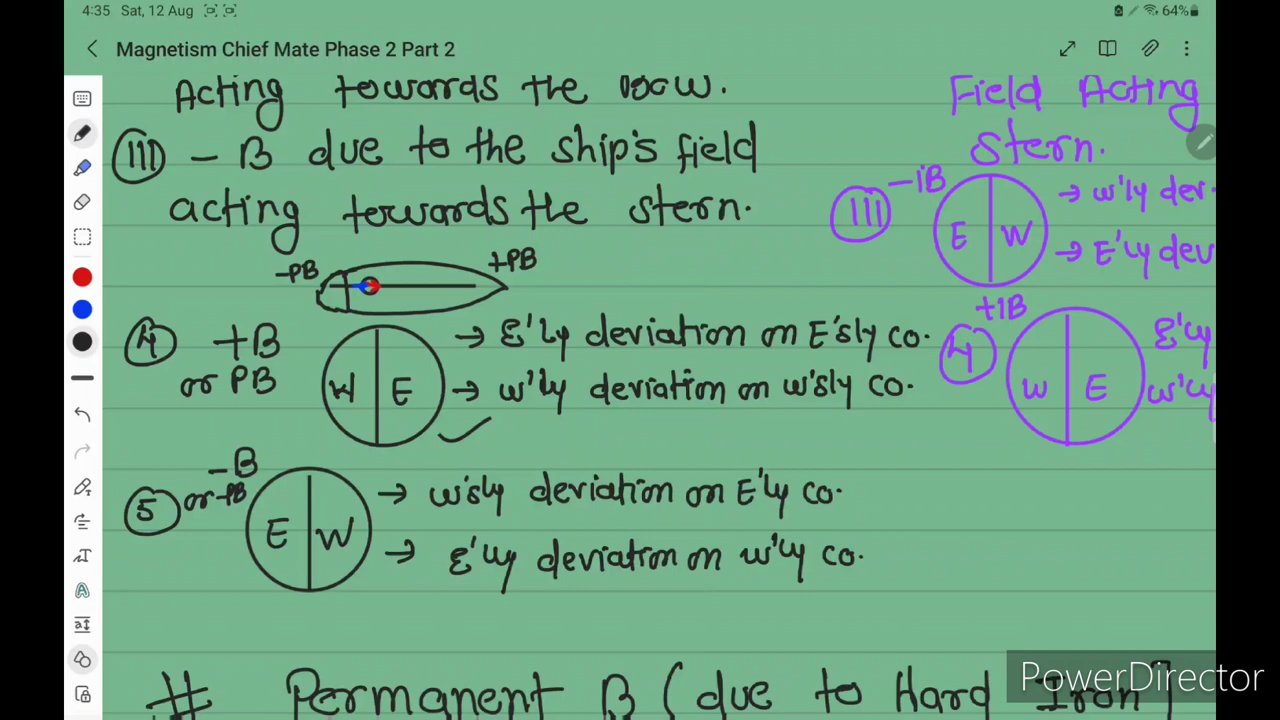 4:35 Sat, 12 Aug 64%
Magnetism Chief Mate Phase 2 Part 2
Acting towards the bow.
III - B due to the ship's field
acting towards the stern.
-PB +PB
4 +B
or PB
W E
→ E'ly deviation on E'sly co.
→ w'ly deviation on w'sly co.
5 -B
or -PB
E W
→ w'sly deviation on E'ly co.
→ E'ly deviation on w'ly co.
# Permanent B (due to Hard Iron)
Field Acting
Stern.
III -IB
E W
→ w'ly dev.
→ E'ly dev
4 +IB
W E
E'ly
w'ly
PowerDirector